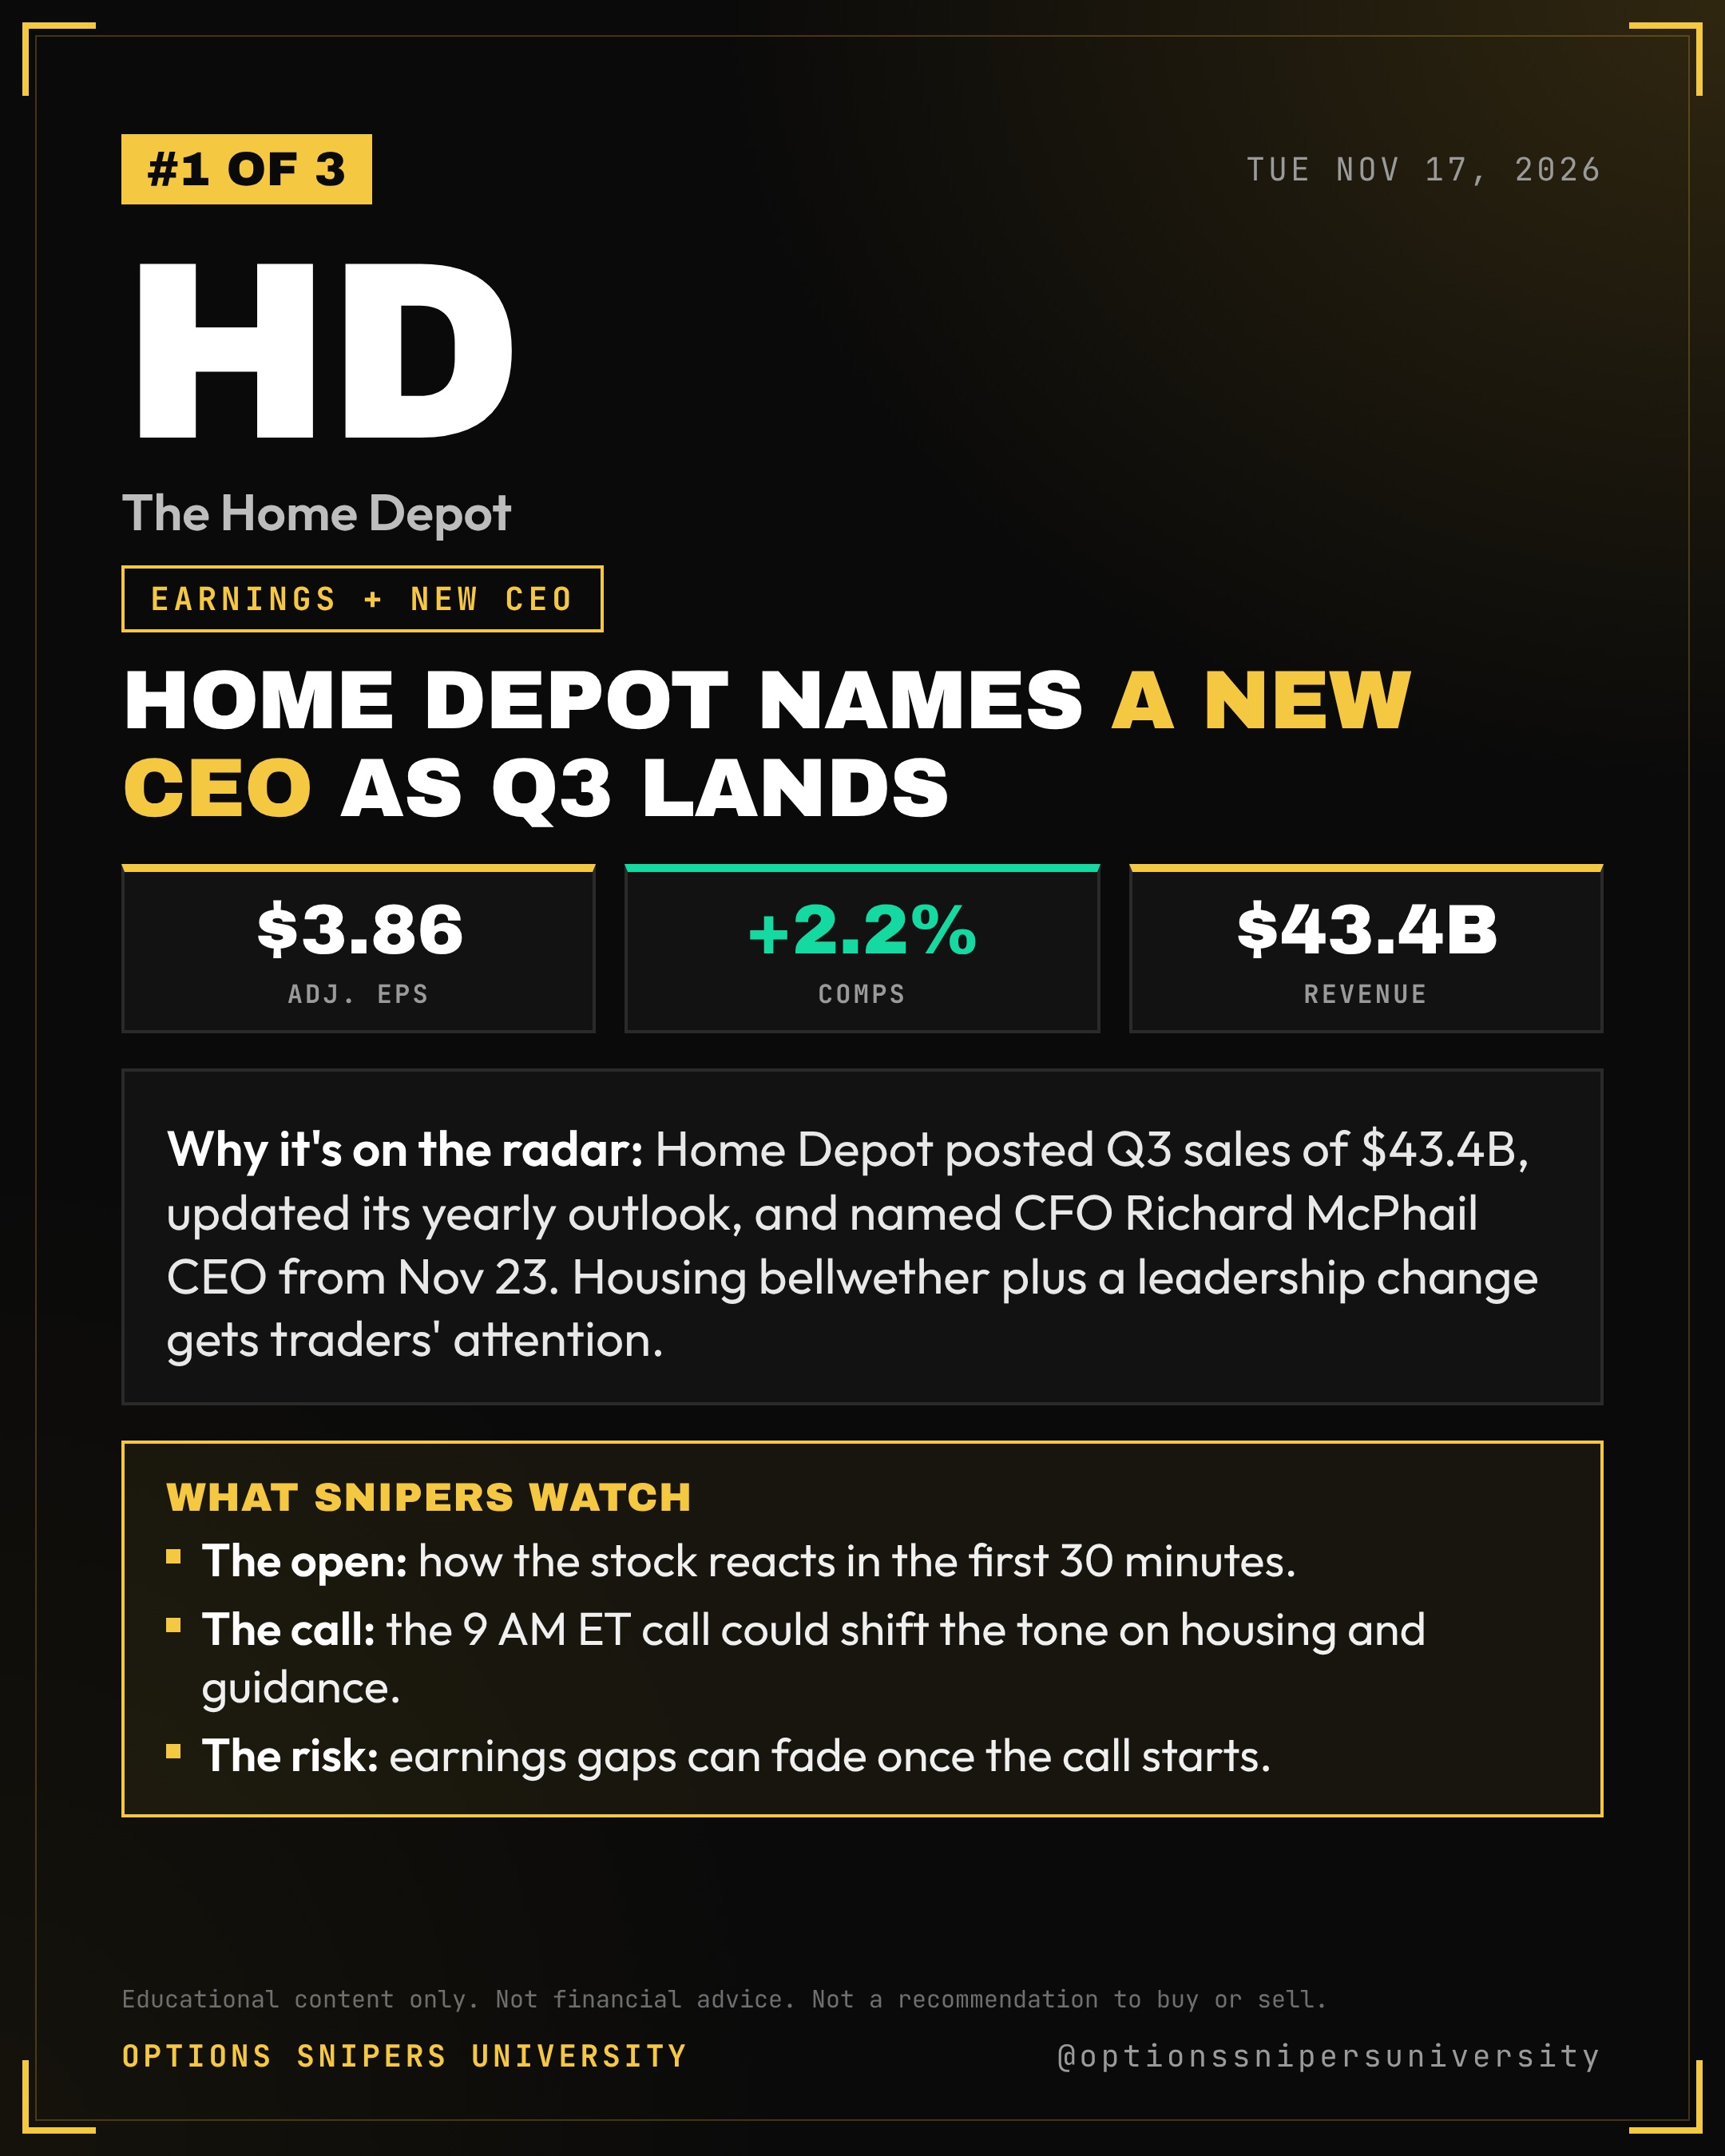 #1 OF 3
TUE NOV 17, 2026
HD
The Home Depot
EARNINGS + NEW CEO
HOME DEPOT NAMES A NEW
CEO AS Q3 LANDS
$3.86
ADJ. EPS
+2.2%
COMPS
$43.4B
REVENUE
Why it's on the radar: Home Depot posted Q3 sales of $43.4B,
updated its yearly outlook, and named CFO Richard McPhail
CEO from Nov 23. Housing bellwether plus a leadership change
gets traders' attention.
WHAT SNIPERS WATCH
The open: how the stock reacts in the first 30 minutes.
The call: the 9 AM ET call could shift the tone on housing and
guidance.
The risk: earnings gaps can fade once the call starts.
Educational content only. Not financial advice. Not a recommendation to buy or sell.
OPTIONS SNIPERS UNIVERSITY
@optionssnipersuniversity